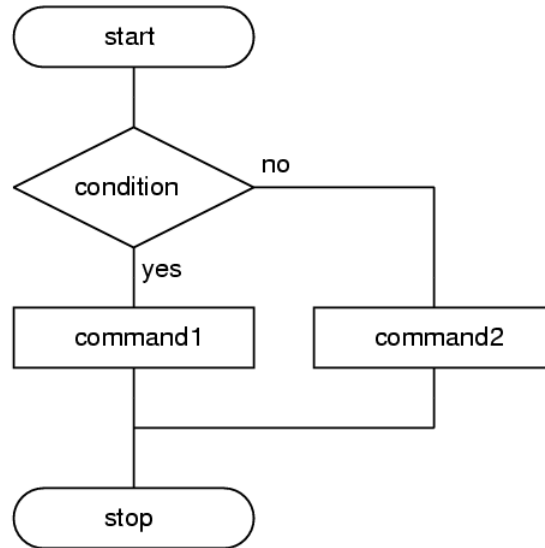 start
condition
no
yes
command1
command2
stop